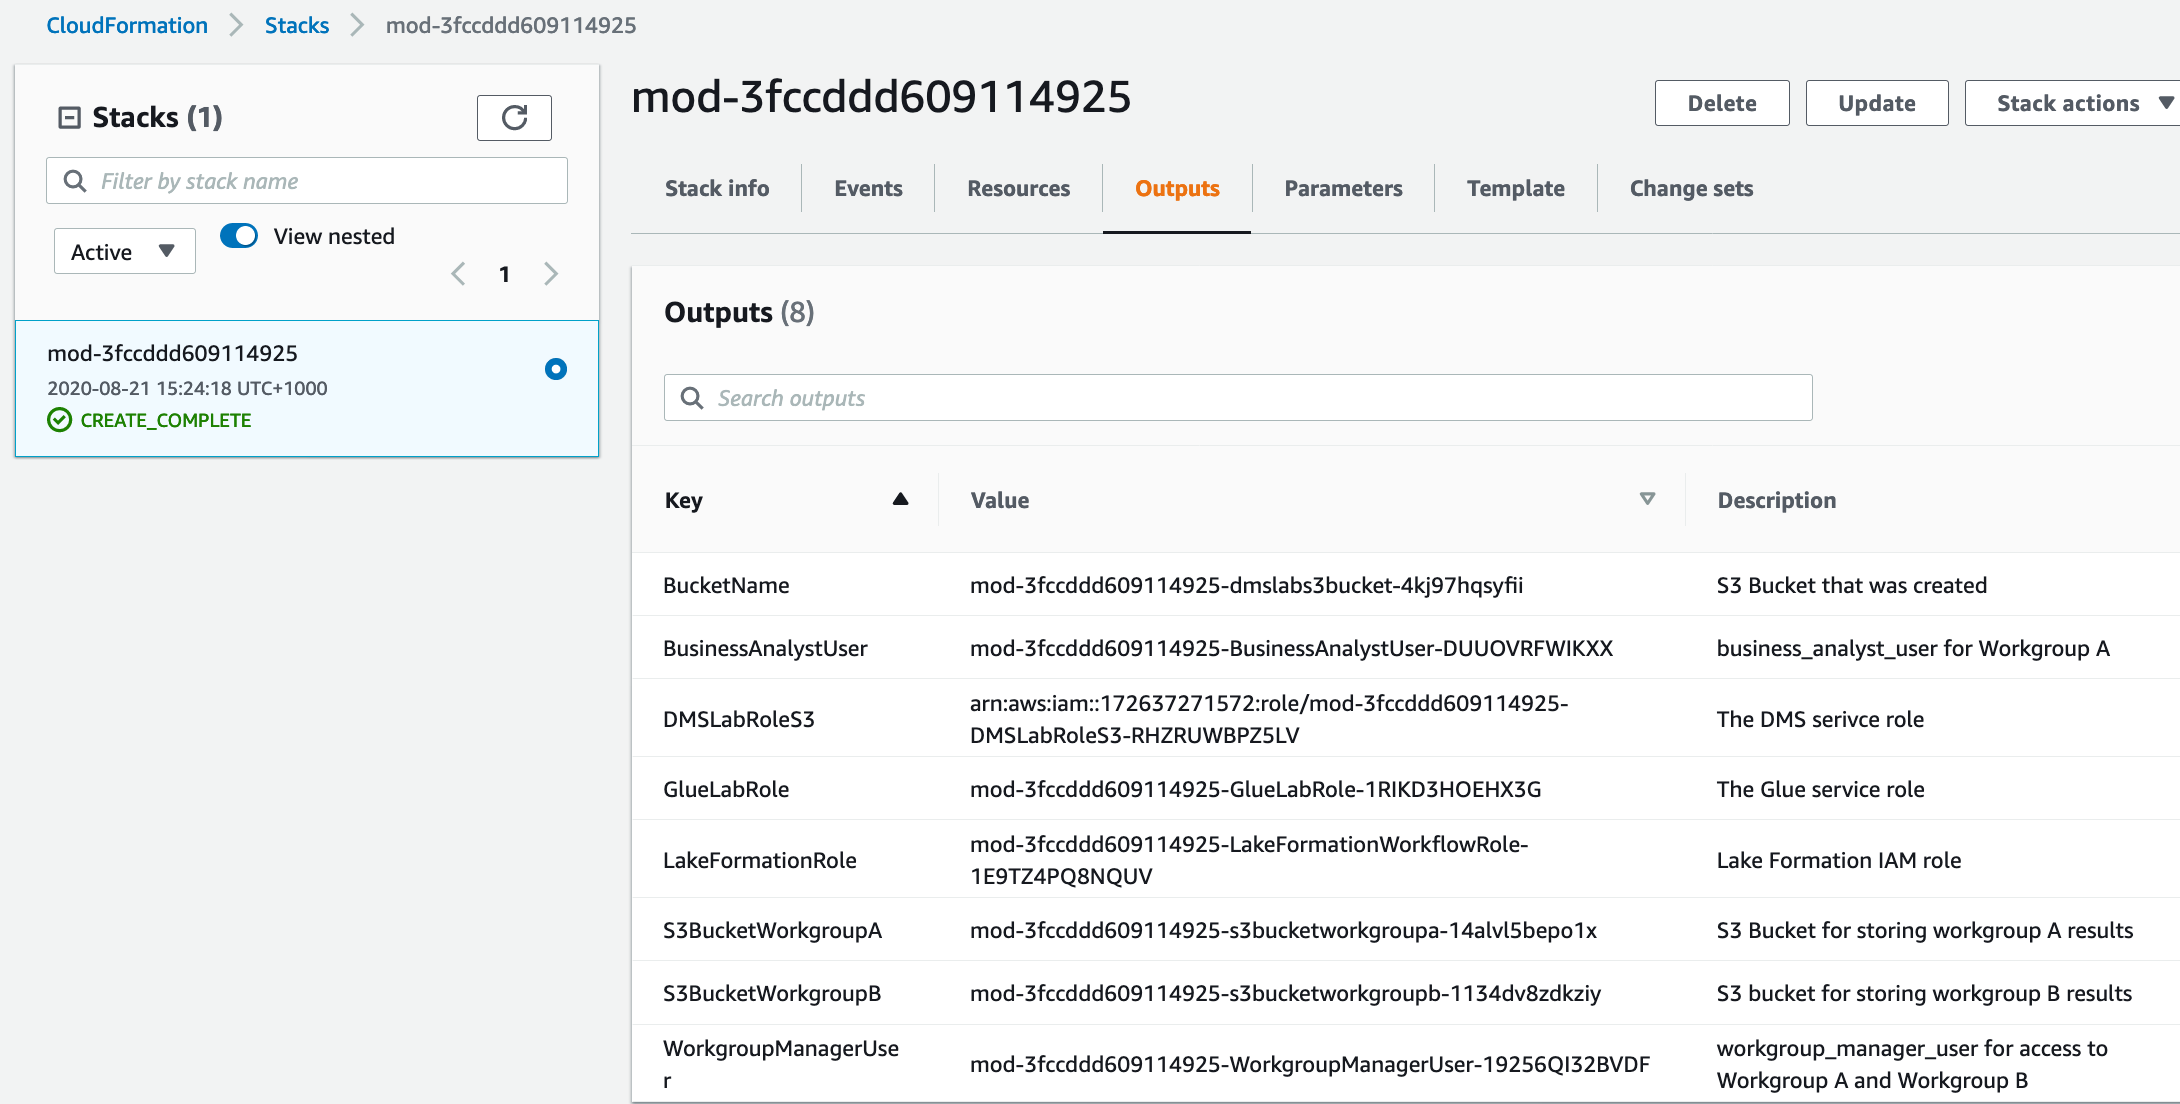 CloudFormation Stacks mod-3fccddd609114925
Stacks (1)
Filter by stack name
Active
View nested
1
mod-3fccddd609114925
2020-08-21 15:24:18 UTC+1000
CREATE_COMPLETE
mod-3fccddd609114925
Delete Update Stack actions
Stack info Events Resources Outputs Parameters Template Change sets
Outputs (8)
Search outputs
Key Value Description
BucketName mod-3fccddd609114925-dmslabs3bucket-4kj97hqsyfii S3 Bucket that was created
BusinessAnalystUser mod-3fccddd609114925-BusinessAnalystUser-DUUOVRFWIKXX business_analyst_user for Workgroup A
DMSLabRoleS3 arn:aws:iam::172637271572:role/mod-3fccddd609114925-
DMSLabRoleS3-RHZRUWBPZ5LV The DMS serivce role
GlueLabRole mod-3fccddd609114925-GlueLabRole-1RIKD3HOEHX3G The Glue service role
LakeFormationRole mod-3fccddd609114925-LakeFormationWorkflowRole-
1E9TZ4PQ8NQUV Lake Formation IAM role
S3BucketWorkgroupA mod-3fccddd609114925-s3bucketworkgroupa-14alvl5bepo1x S3 Bucket for storing workgroup A results
S3BucketWorkgroupB mod-3fccddd609114925-s3bucketworkgroupb-1134dv8zdkziy S3 bucket for storing workgroup B results
WorkgroupManagerUse
r mod-3fccddd609114925-WorkgroupManagerUser-19256QI32BVDF workgroup_manager_user for access to
Workgroup A and Workgroup B